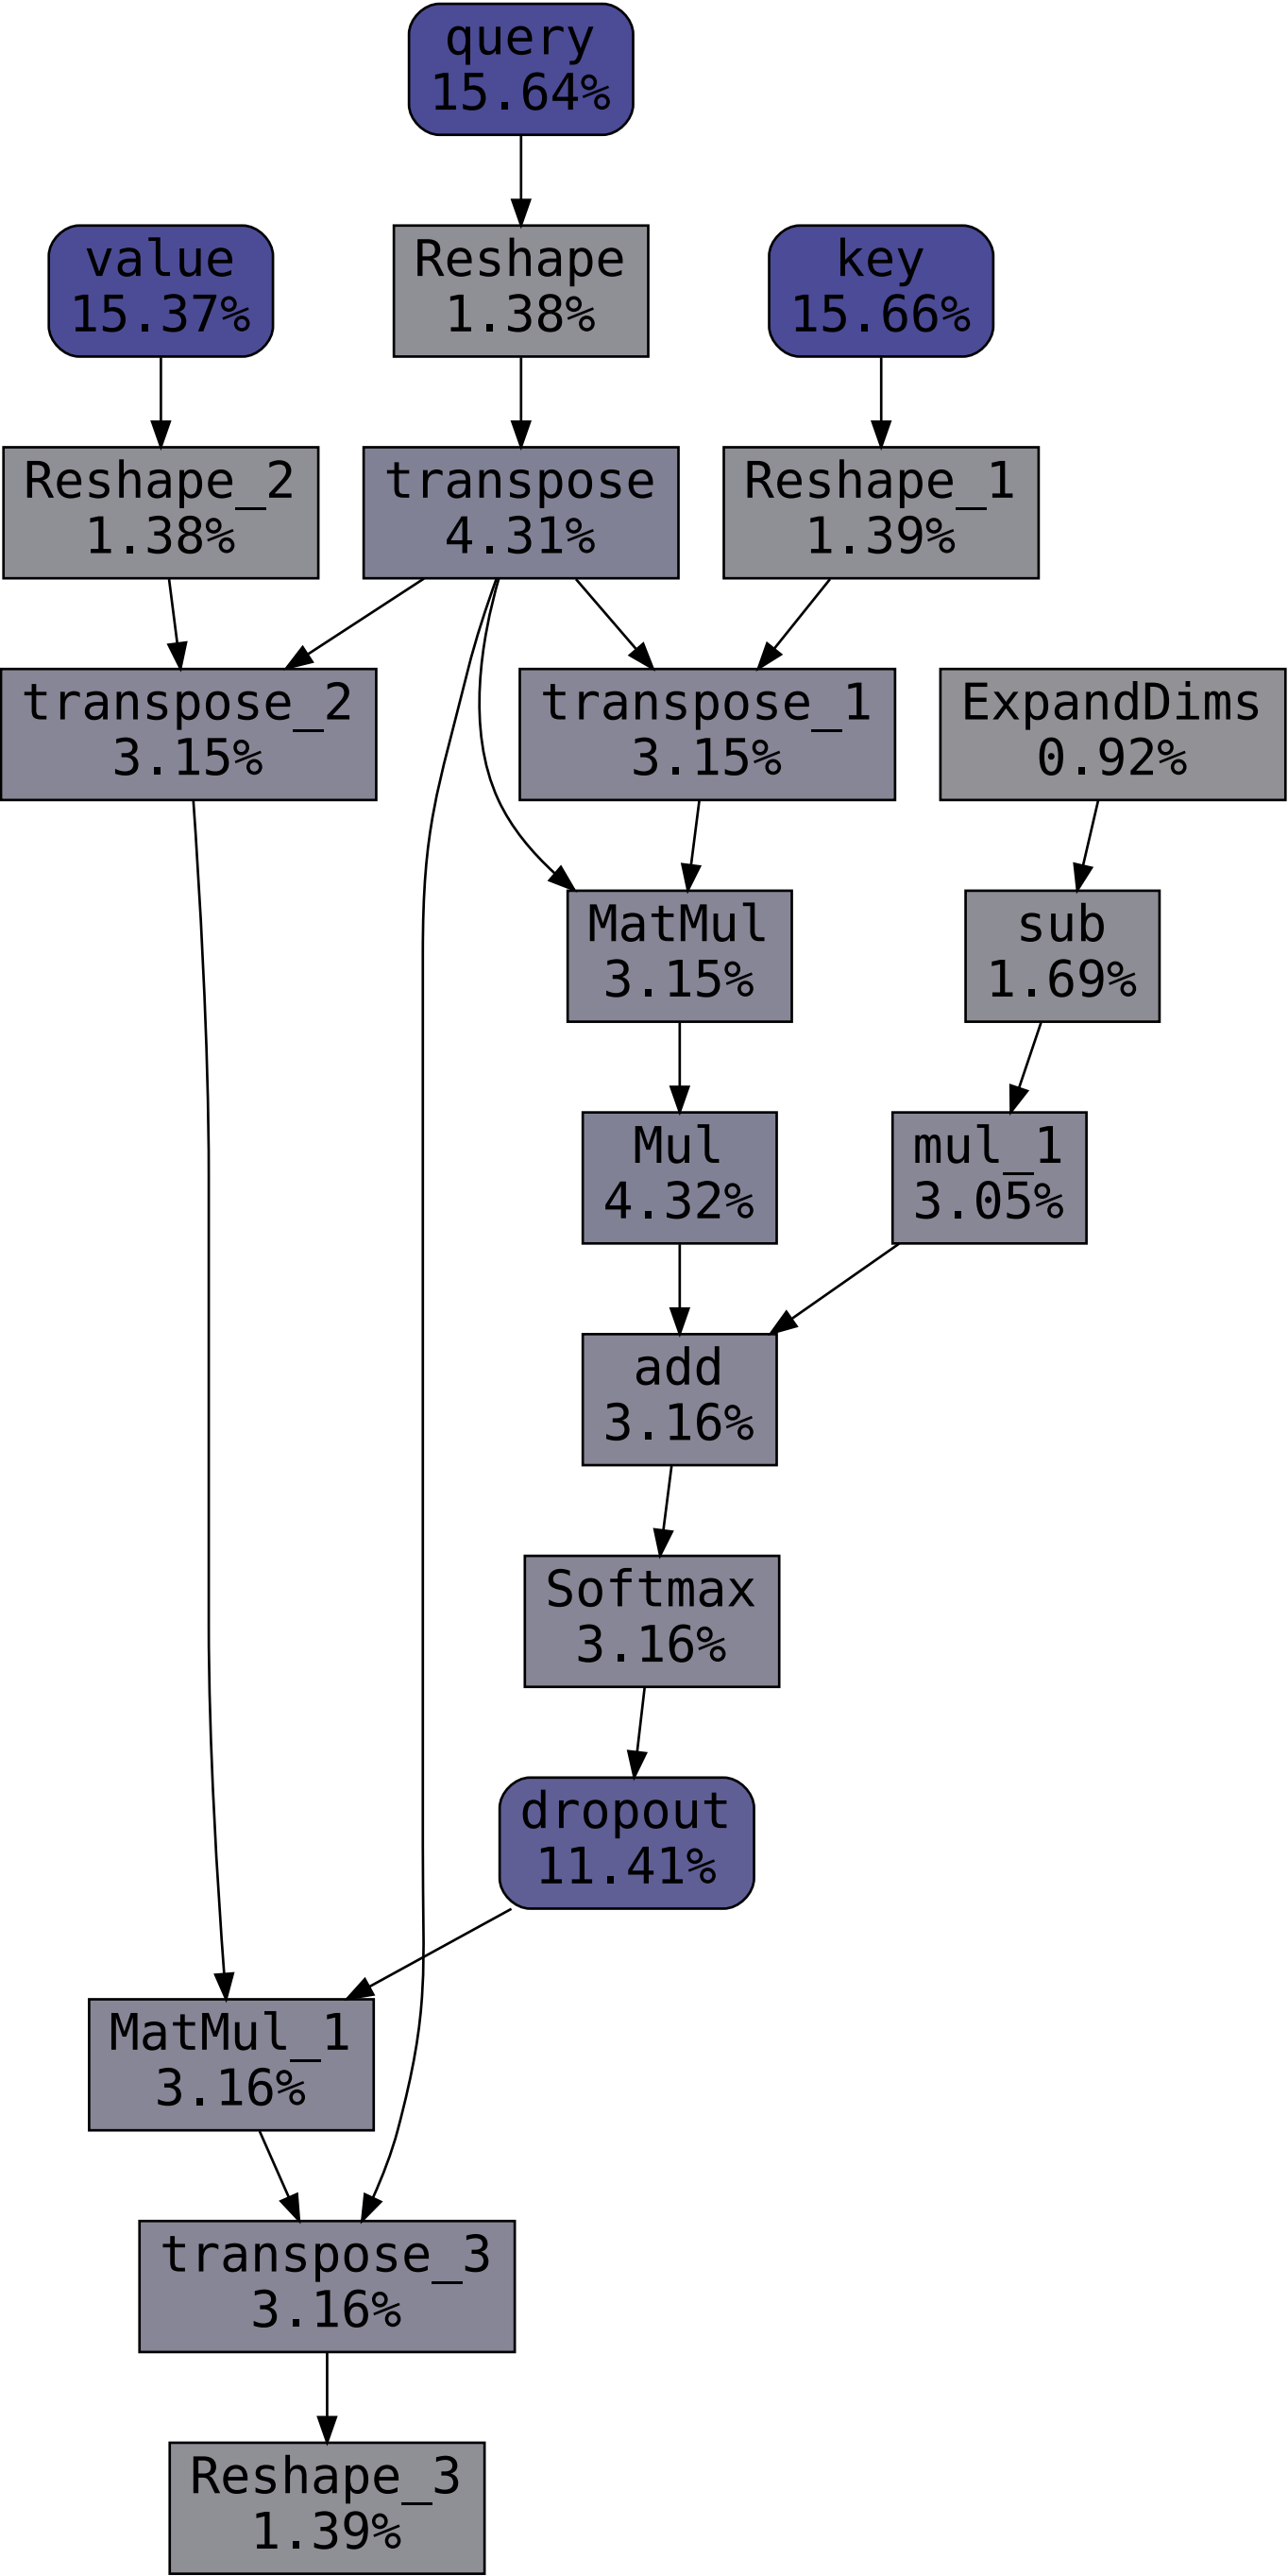 query
15.64%
value
15.37%
Reshape
1.38%
key
15.66%
Reshape_2
1.38%
transpose
4.31%
Reshape_1
1.39%
transpose_2
3.15%
transpose_1
3.15%
ExpandDims
0.92%
MatMul
3.15%
sub
1.69%
Mul
4.32%
mul_1
3.05%
add
3.16%
Softmax
3.16%
dropout
11.41%
MatMul_1
3.16%
transpose_3
3.16%
Reshape_3
1.39%